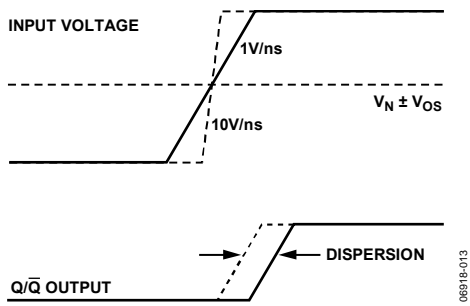 INPUT VOLTAGE
1V/ns
V_N ± V_OS
10V/ns
DISPERSION
Q/Q̅ OUTPUT
06918-013